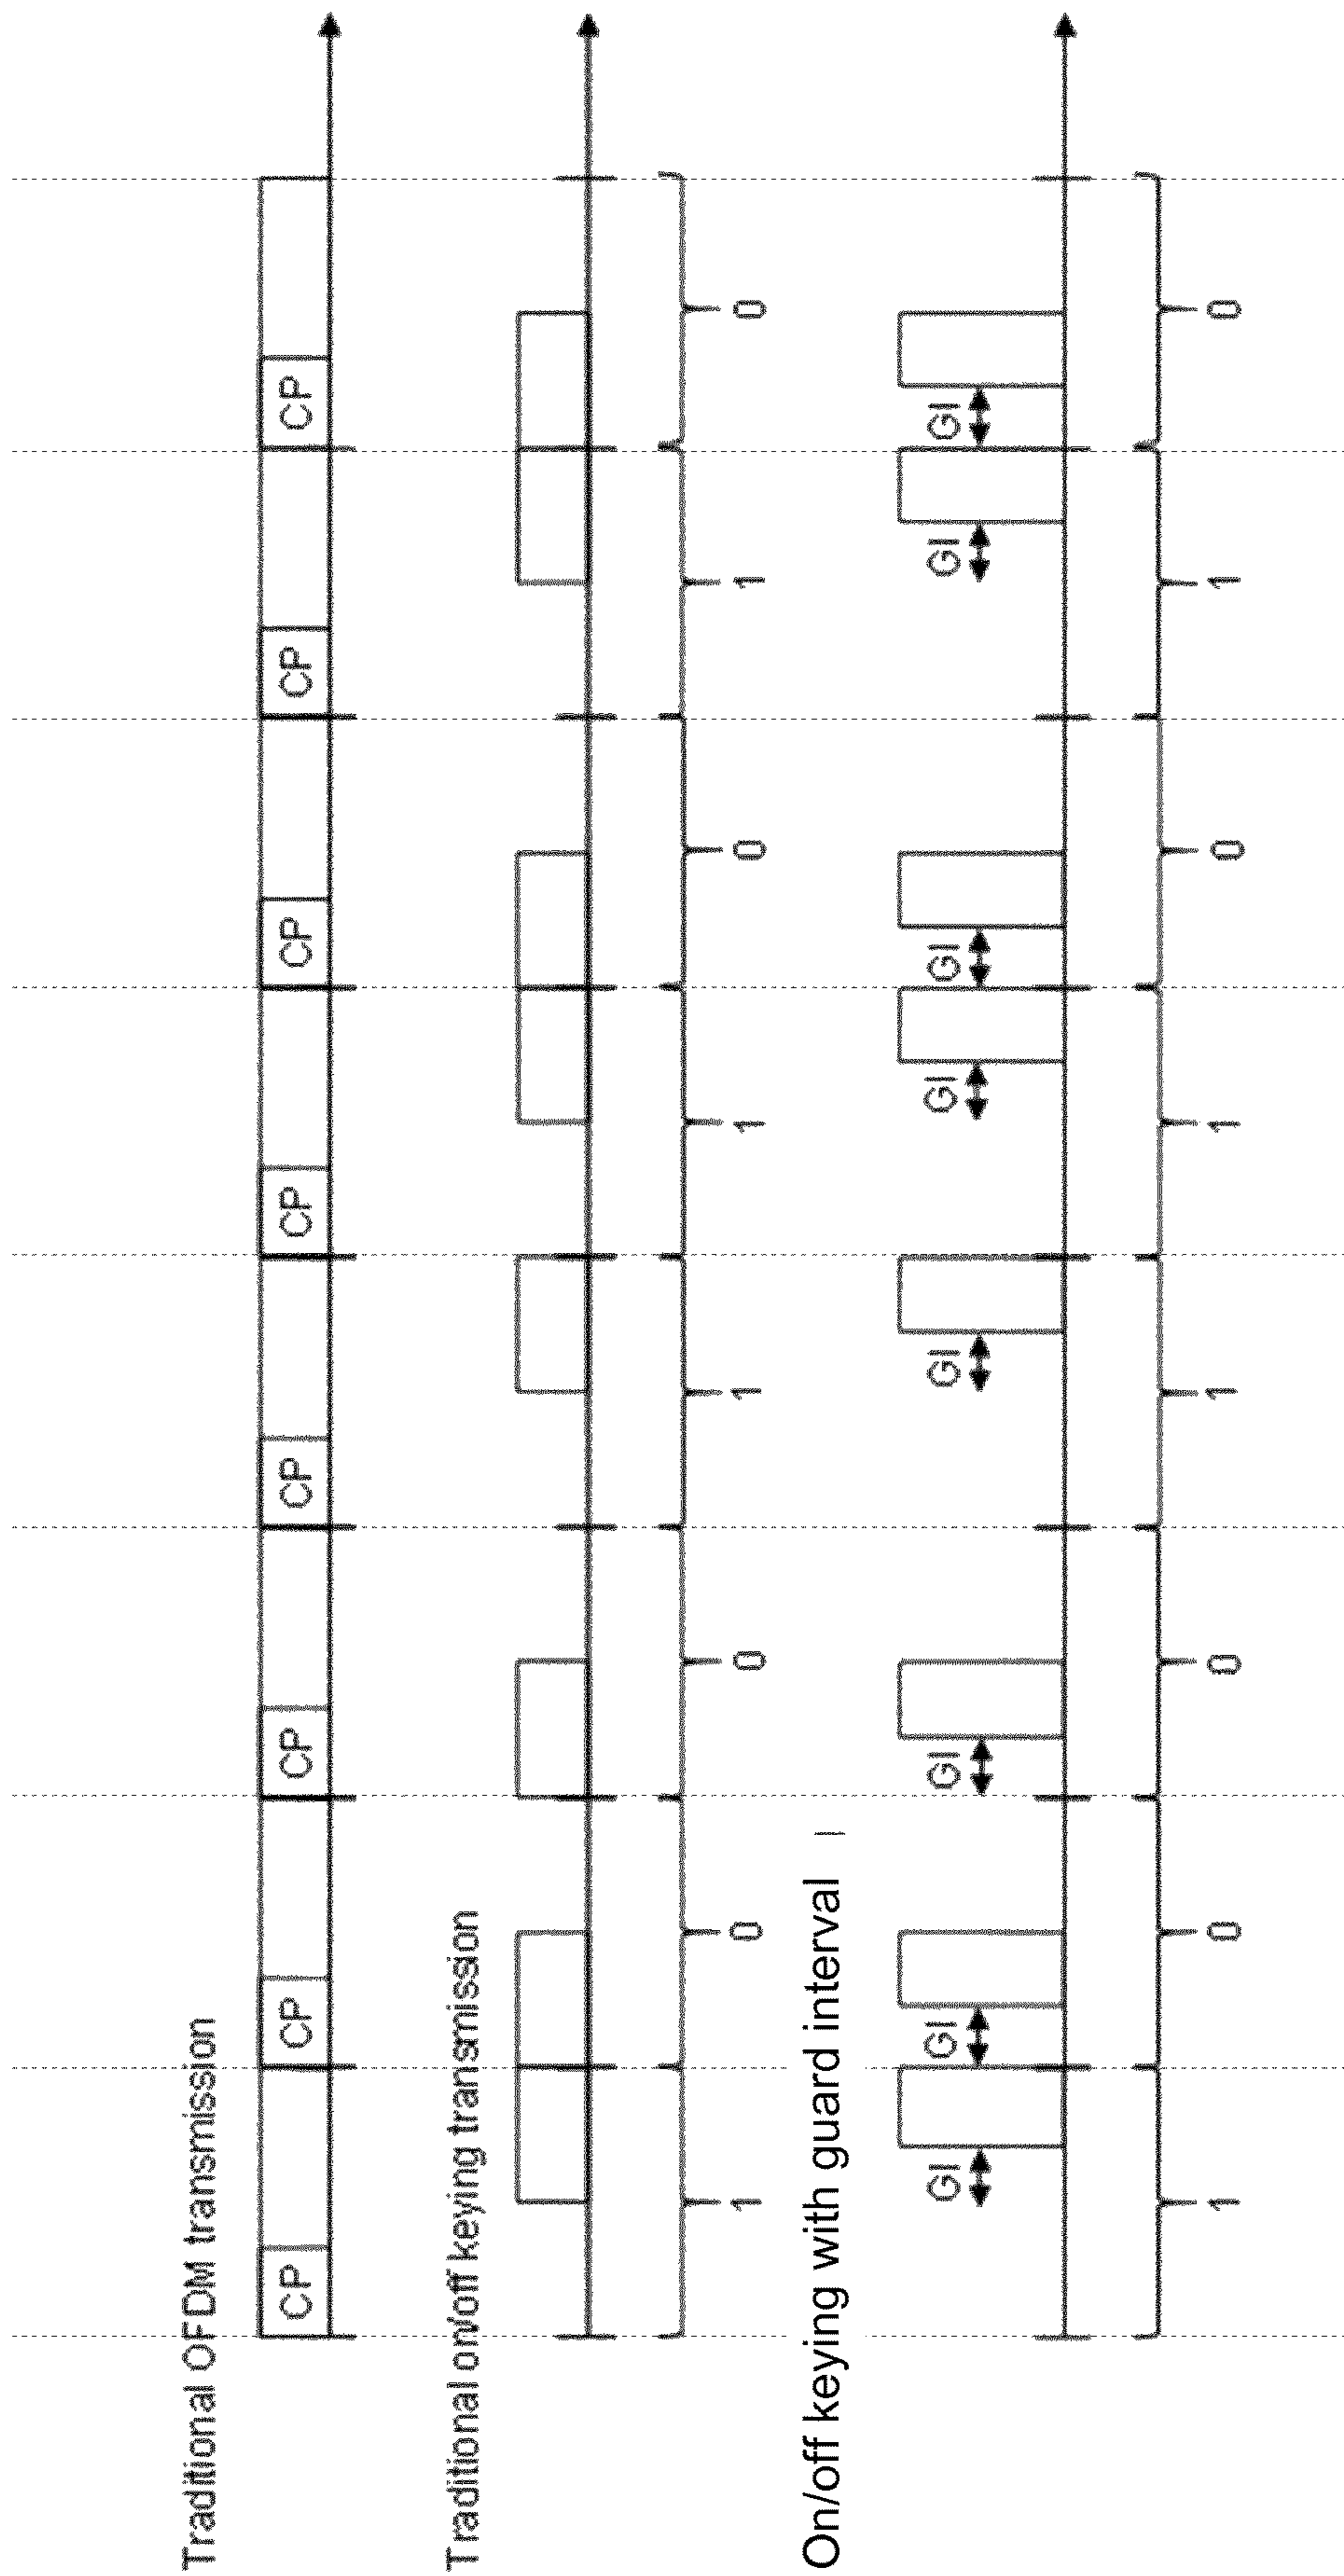 Traditional OFDM transmission
CP CP CP CP CP CP CP CP
Traditional on/off keying transmission
1 0 0 1 1 0 1 0
On/off keying with guard interval
GI GI GI GI GI GI GI GI
1 0 0 1 1 0 1 0